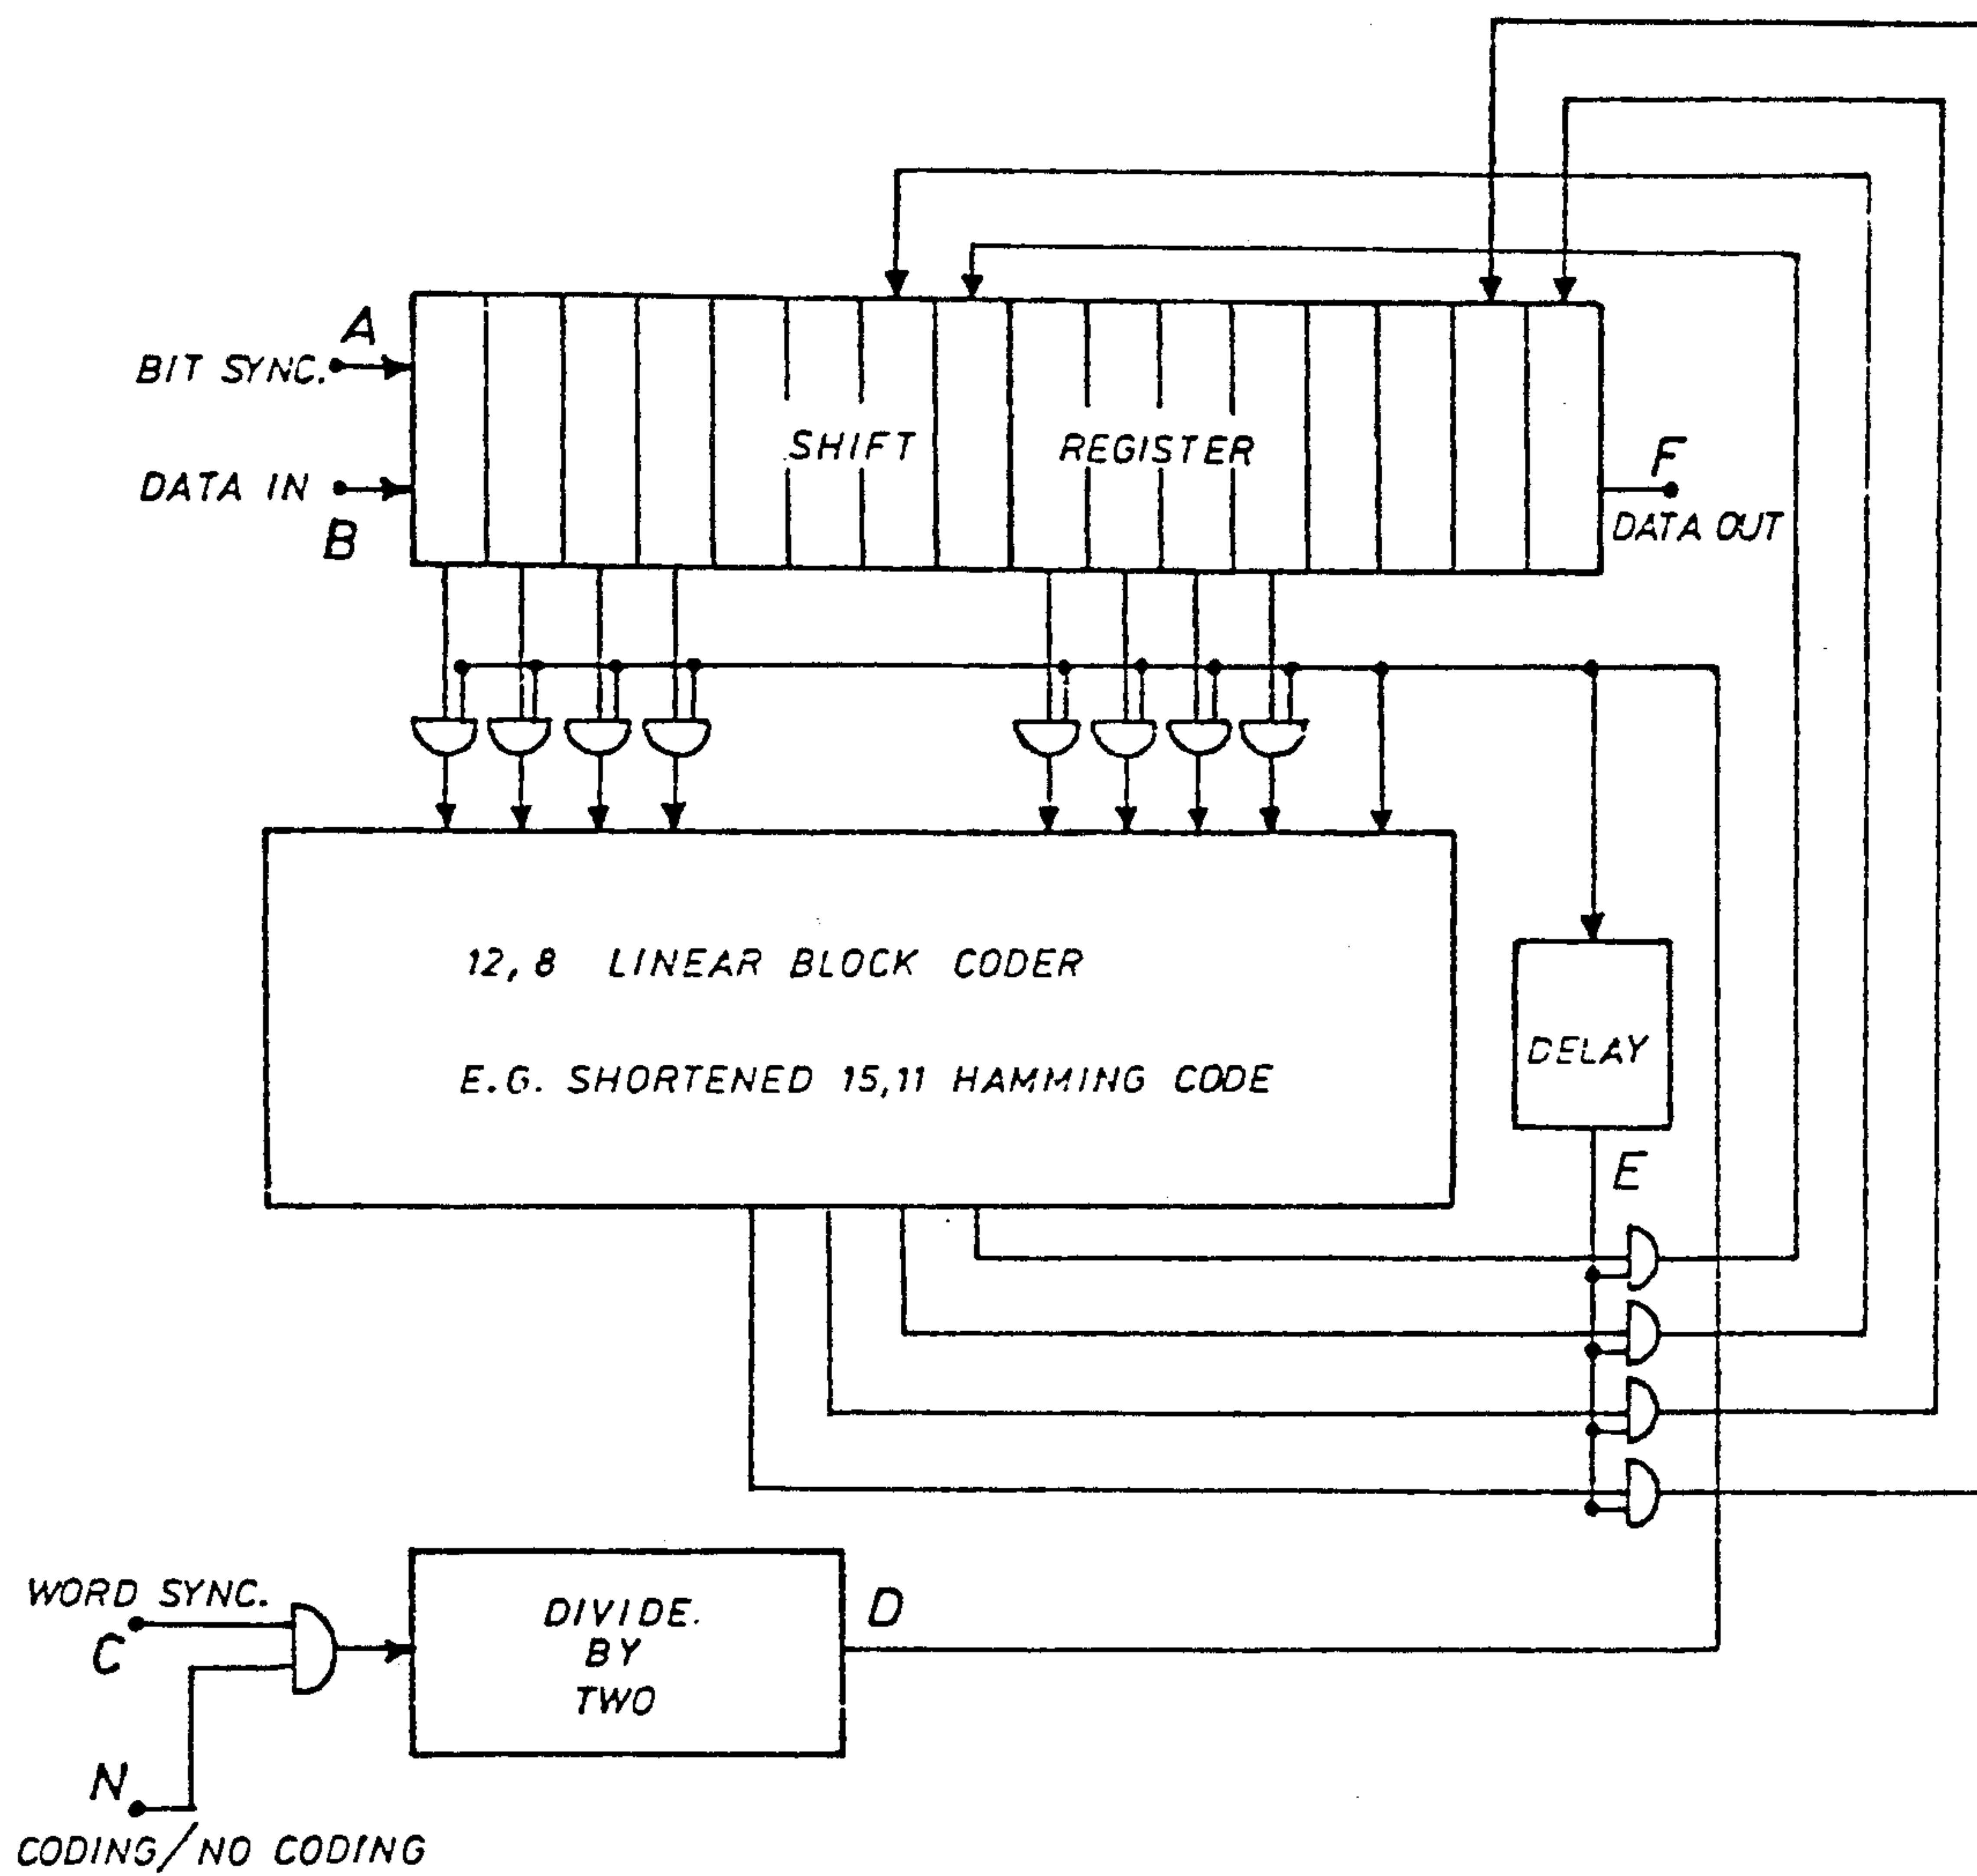 A
BIT SYNC.
DATA IN
B
SHIFT REGISTER
F
DATA OUT
12,8 LINEAR BLOCK CODER
E.G. SHORTENED 15,11 HAMMING CODE
DELAY
E
WORD SYNC.
C
DIVIDE.
BY
TWO
D
N
CODING/NO CODING